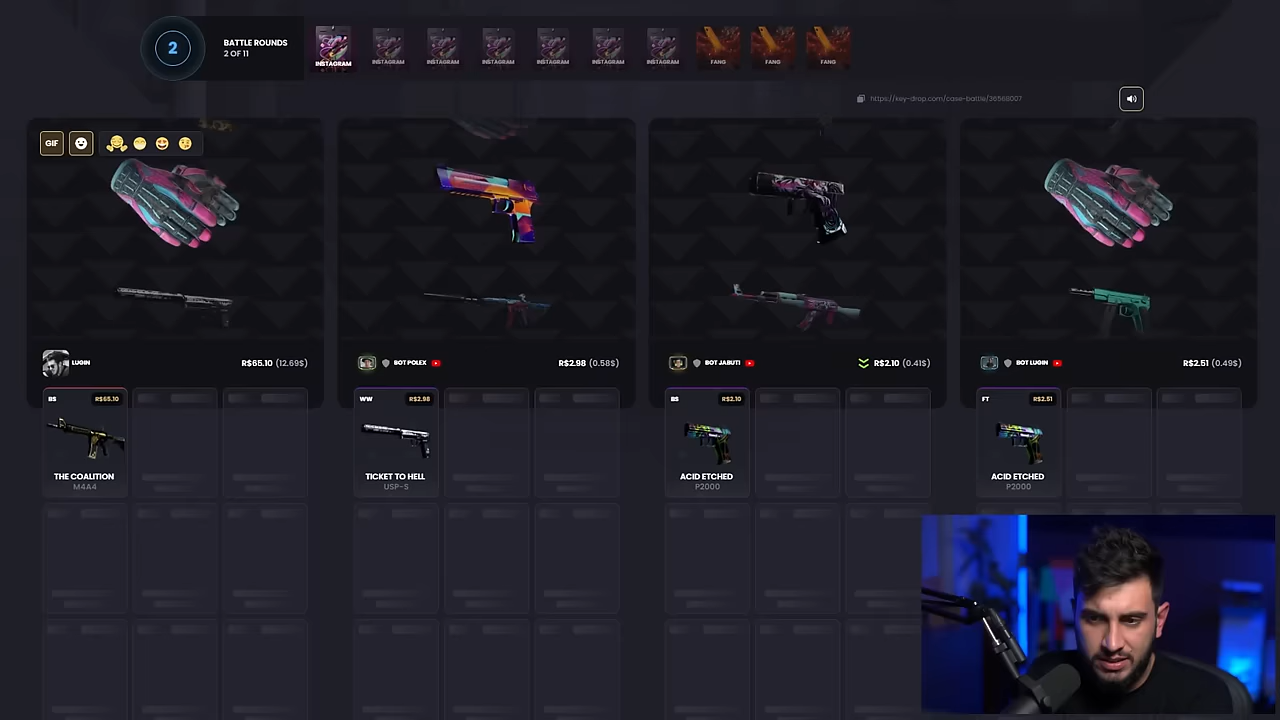 2
BATTLE ROUNDS
2 OF 11
INSTAGRAM
INSTAGRAM
INSTAGRAM
INSTAGRAM
INSTAGRAM
INSTAGRAM
INSTAGRAM
FANG
FANG
FANG
https://key-drop.com/case-battle/36568007
GIF
LUGIN
R$65.10 (12.69$)
BOT POLEX
R$2.98 (0.58$)
BOT JABUTI
R$2.10 (0.41$)
BOT LUGIN
R$2.51 (0.49$)
BS
R$65.10
THE COALITION
M4A4
WW
R$2.98
TICKET TO HELL
USP-S
BS
R$2.10
ACID ETCHED
P2000
FT
R$2.51
ACID ETCHED
P2000